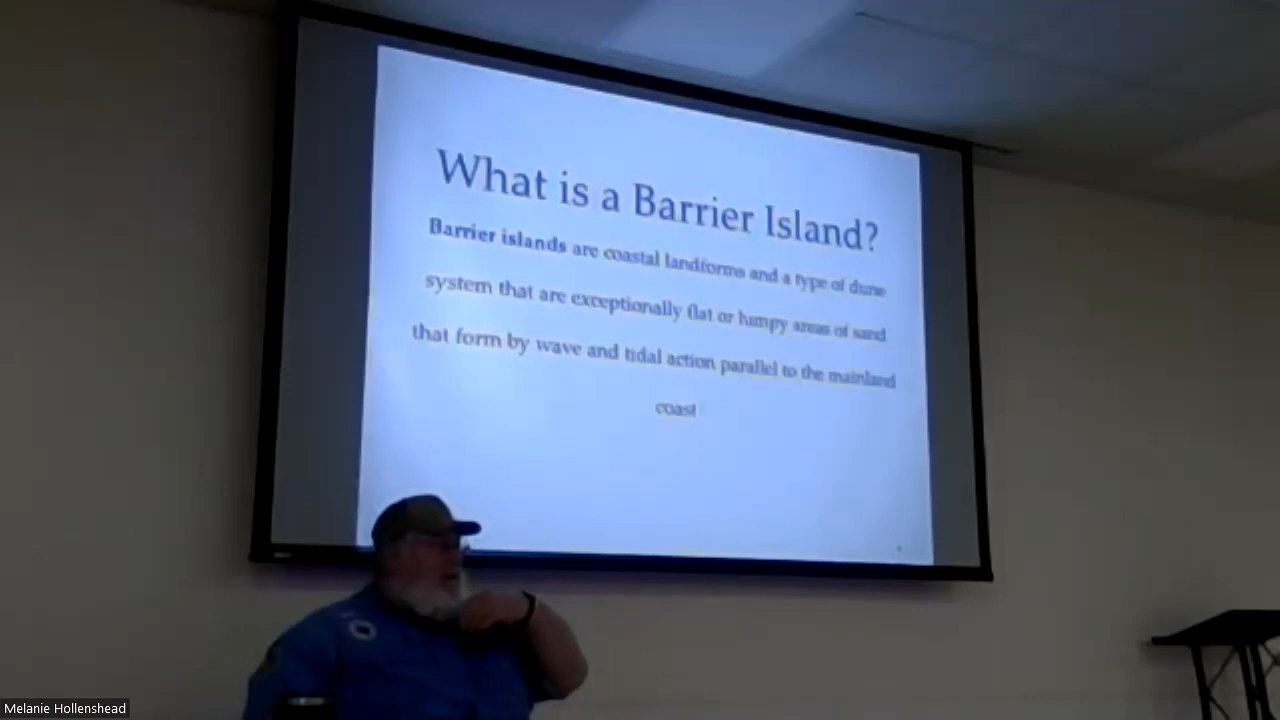 What is a Barrier Island?
Barrier islands are coastal landforms and a type of dune
system that are exceptionally flat or lumpy areas of sand
that form by wave and tidal action parallel to the mainland
coast
Melanie Hollenshead